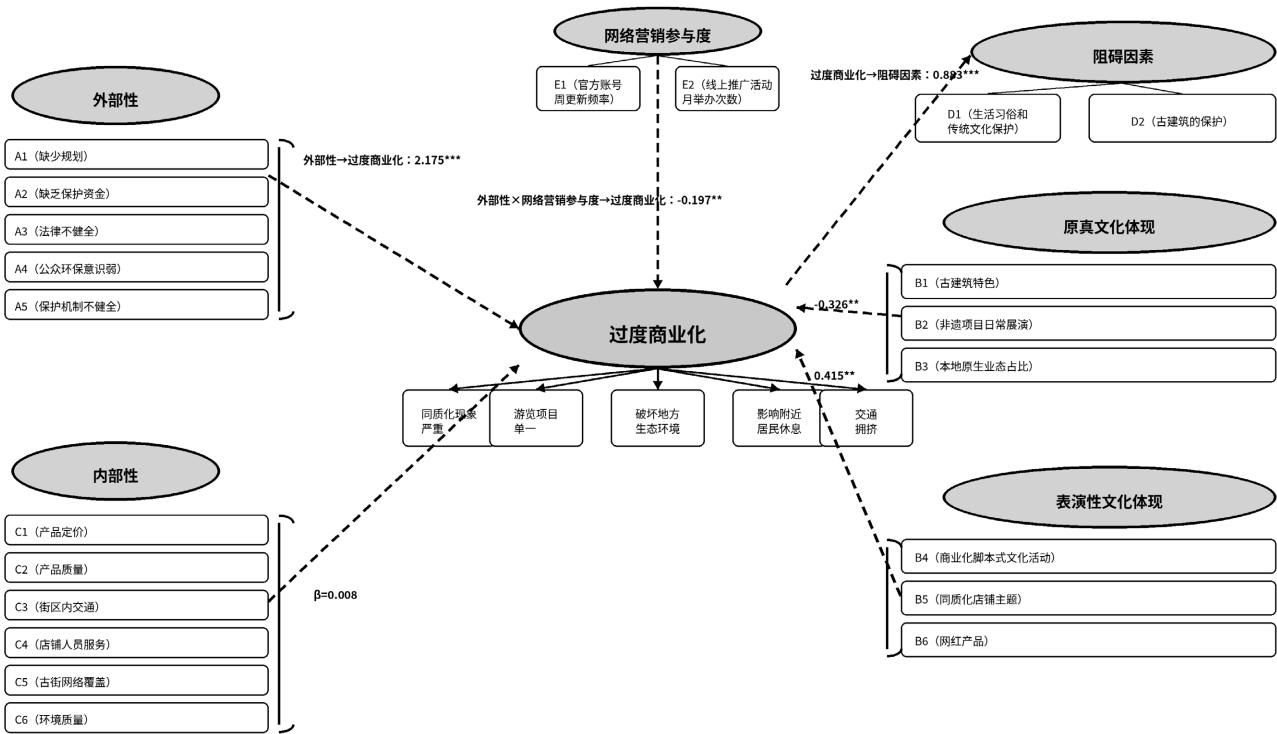 网络营销参与度
E1（官方账号
周更新频率）
E2（线上推广活动
月举办次数）
阻碍因素
过度商业化→阻碍因素：0.883***
D1（生活习俗和
传统文化保护）
D2（古建筑的保护）
外部性
A1（缺少规划）
A2（缺乏保护资金）
A3（法律不健全）
A4（公众环保意识弱）
A5（保护机制不健全）
外部性→过度商业化：2.175***
外部性×网络营销参与度→过度商业化：-0.197**
原真文化体现
B1（古建筑特色）
B2（非遗项目日常展演）
B3（本地原生业态占比）
-0.326**
过度商业化
0.415**
同质化现象
严重
游览项目
单一
破坏地方
生态环境
影响附近
居民休息
交通
拥挤
内部性
C1（产品定价）
C2（产品质量）
C3（街区内交通）
C4（店铺人员服务）
C5（古街网络覆盖）
C6（环境质量）
β=0.008
表演性文化体现
B4（商业化脚本式文化活动）
B5（同质化店铺主题）
B6（网红产品）